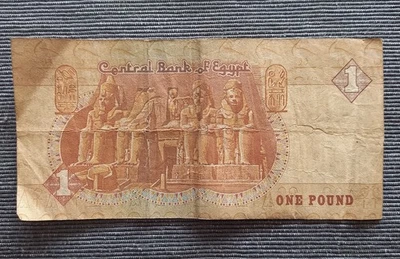 Central Bank of Egypt
1
1
ONE POUND